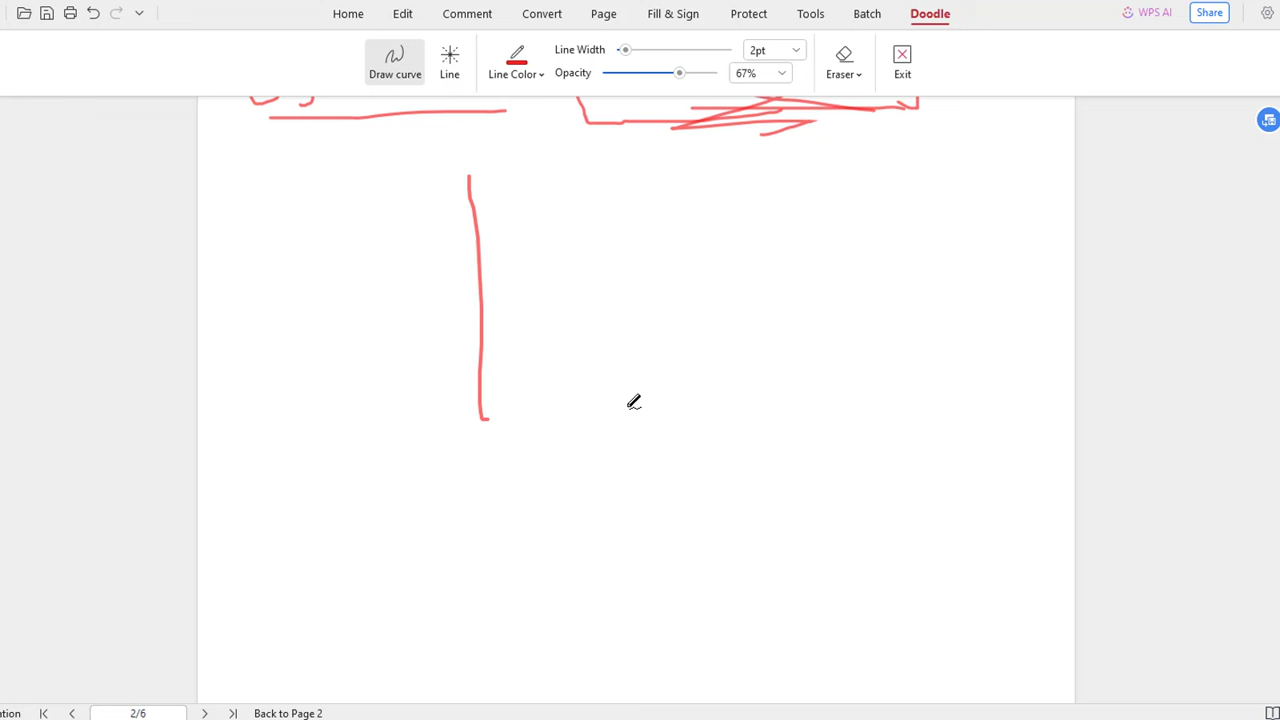 Home Edit Comment Convert Page Fill & Sign Protect Tools Batch Doodle WPS AI Share
Draw curve Line Line Color Line Width 2pt Opacity 67% Eraser Exit
ation 2/6 Back to Page 2